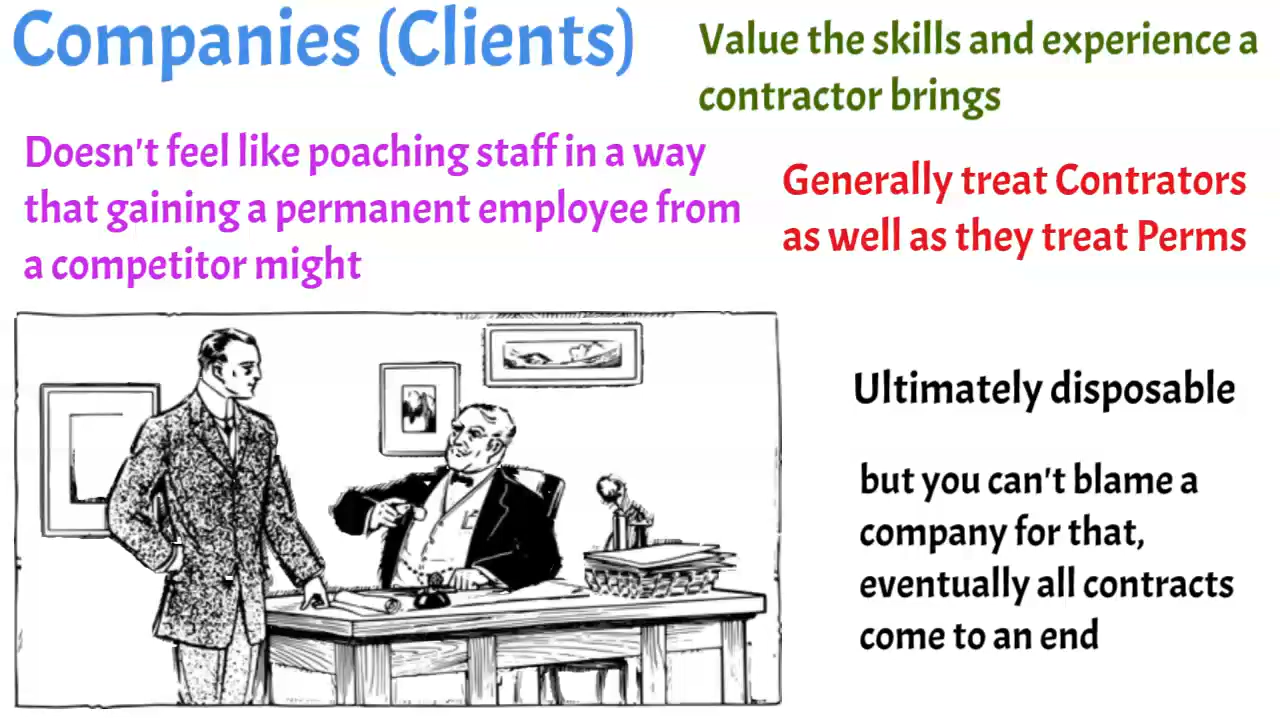 Companies (Clients)
Value the skills and experience a
contractor brings
Doesn't feel like poaching staff in a way
that gaining a permanent employee from
a competitor might
Generally treat Contrators
as well as they treat Perms
Ultimately disposable
but you can't blame a
company for that,
eventually all contracts
come to an end